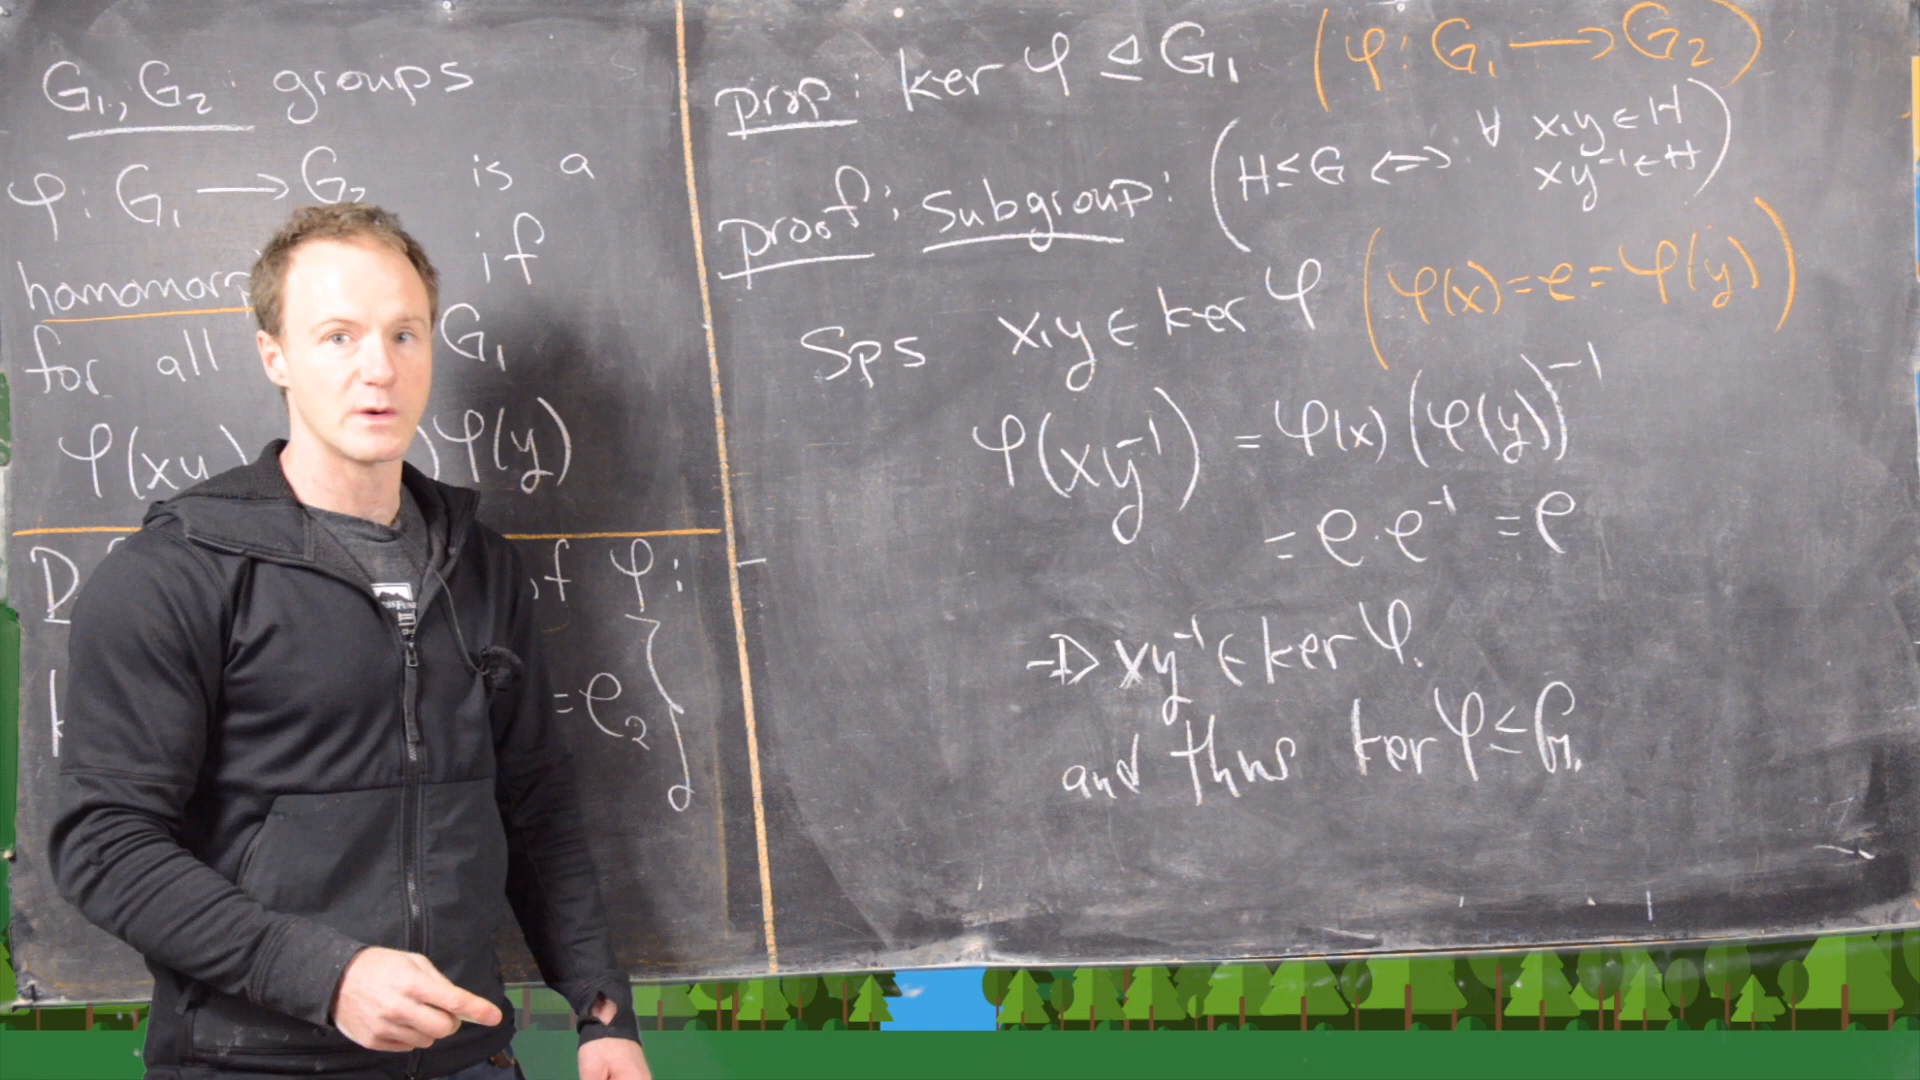 G₁, G₂ groups
φ: G₁ → G₂ is a
if
for all G₁
φ(xy) φ(y)
φ:
= e₂ }
prop: ker φ ⊴ G₁ (φ: G₁ → G₂)
proof: Subgroup: (H ≤ G ⟺ ∀ x,y ∈ H
xy⁻¹ ∈ H)
Sps x,y ∈ ker φ (φ(x) = e = φ(y))
φ(xy⁻¹) = φ(x) (φ(y))⁻¹
= e·e⁻¹ = e
→ xy⁻¹ ∈ ker φ.
and thus ker φ ≤ G₁